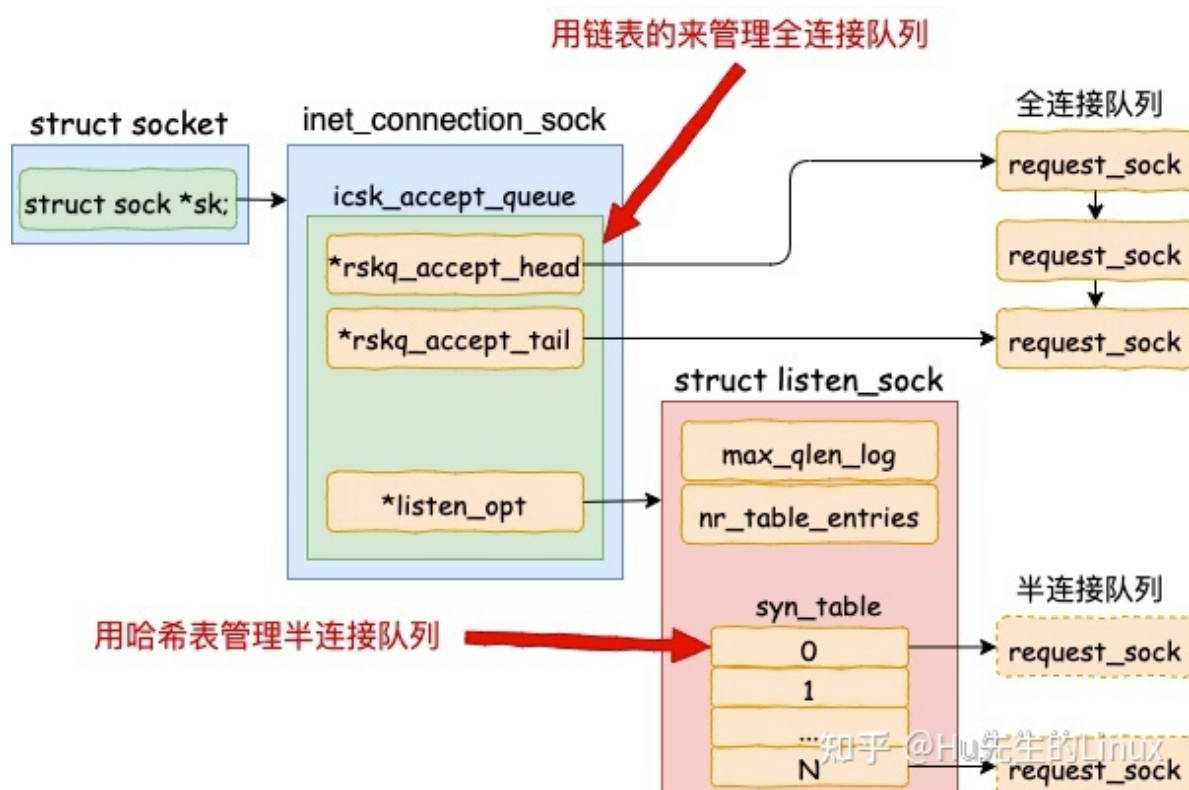 用链表的来管理全连接队列
struct socket
struct sock *sk;
inet_connection_sock
icsk_accept_queue
*rskq_accept_head
*rskq_accept_tail
*listen_opt
全连接队列
request_sock
request_sock
request_sock
struct listen_sock
max_qlen_log
nr_table_entries
syn_table
0
1
...
N
用哈希表管理半连接队列
半连接队列
request_sock
request_sock
知乎 @Hu先生的Linux